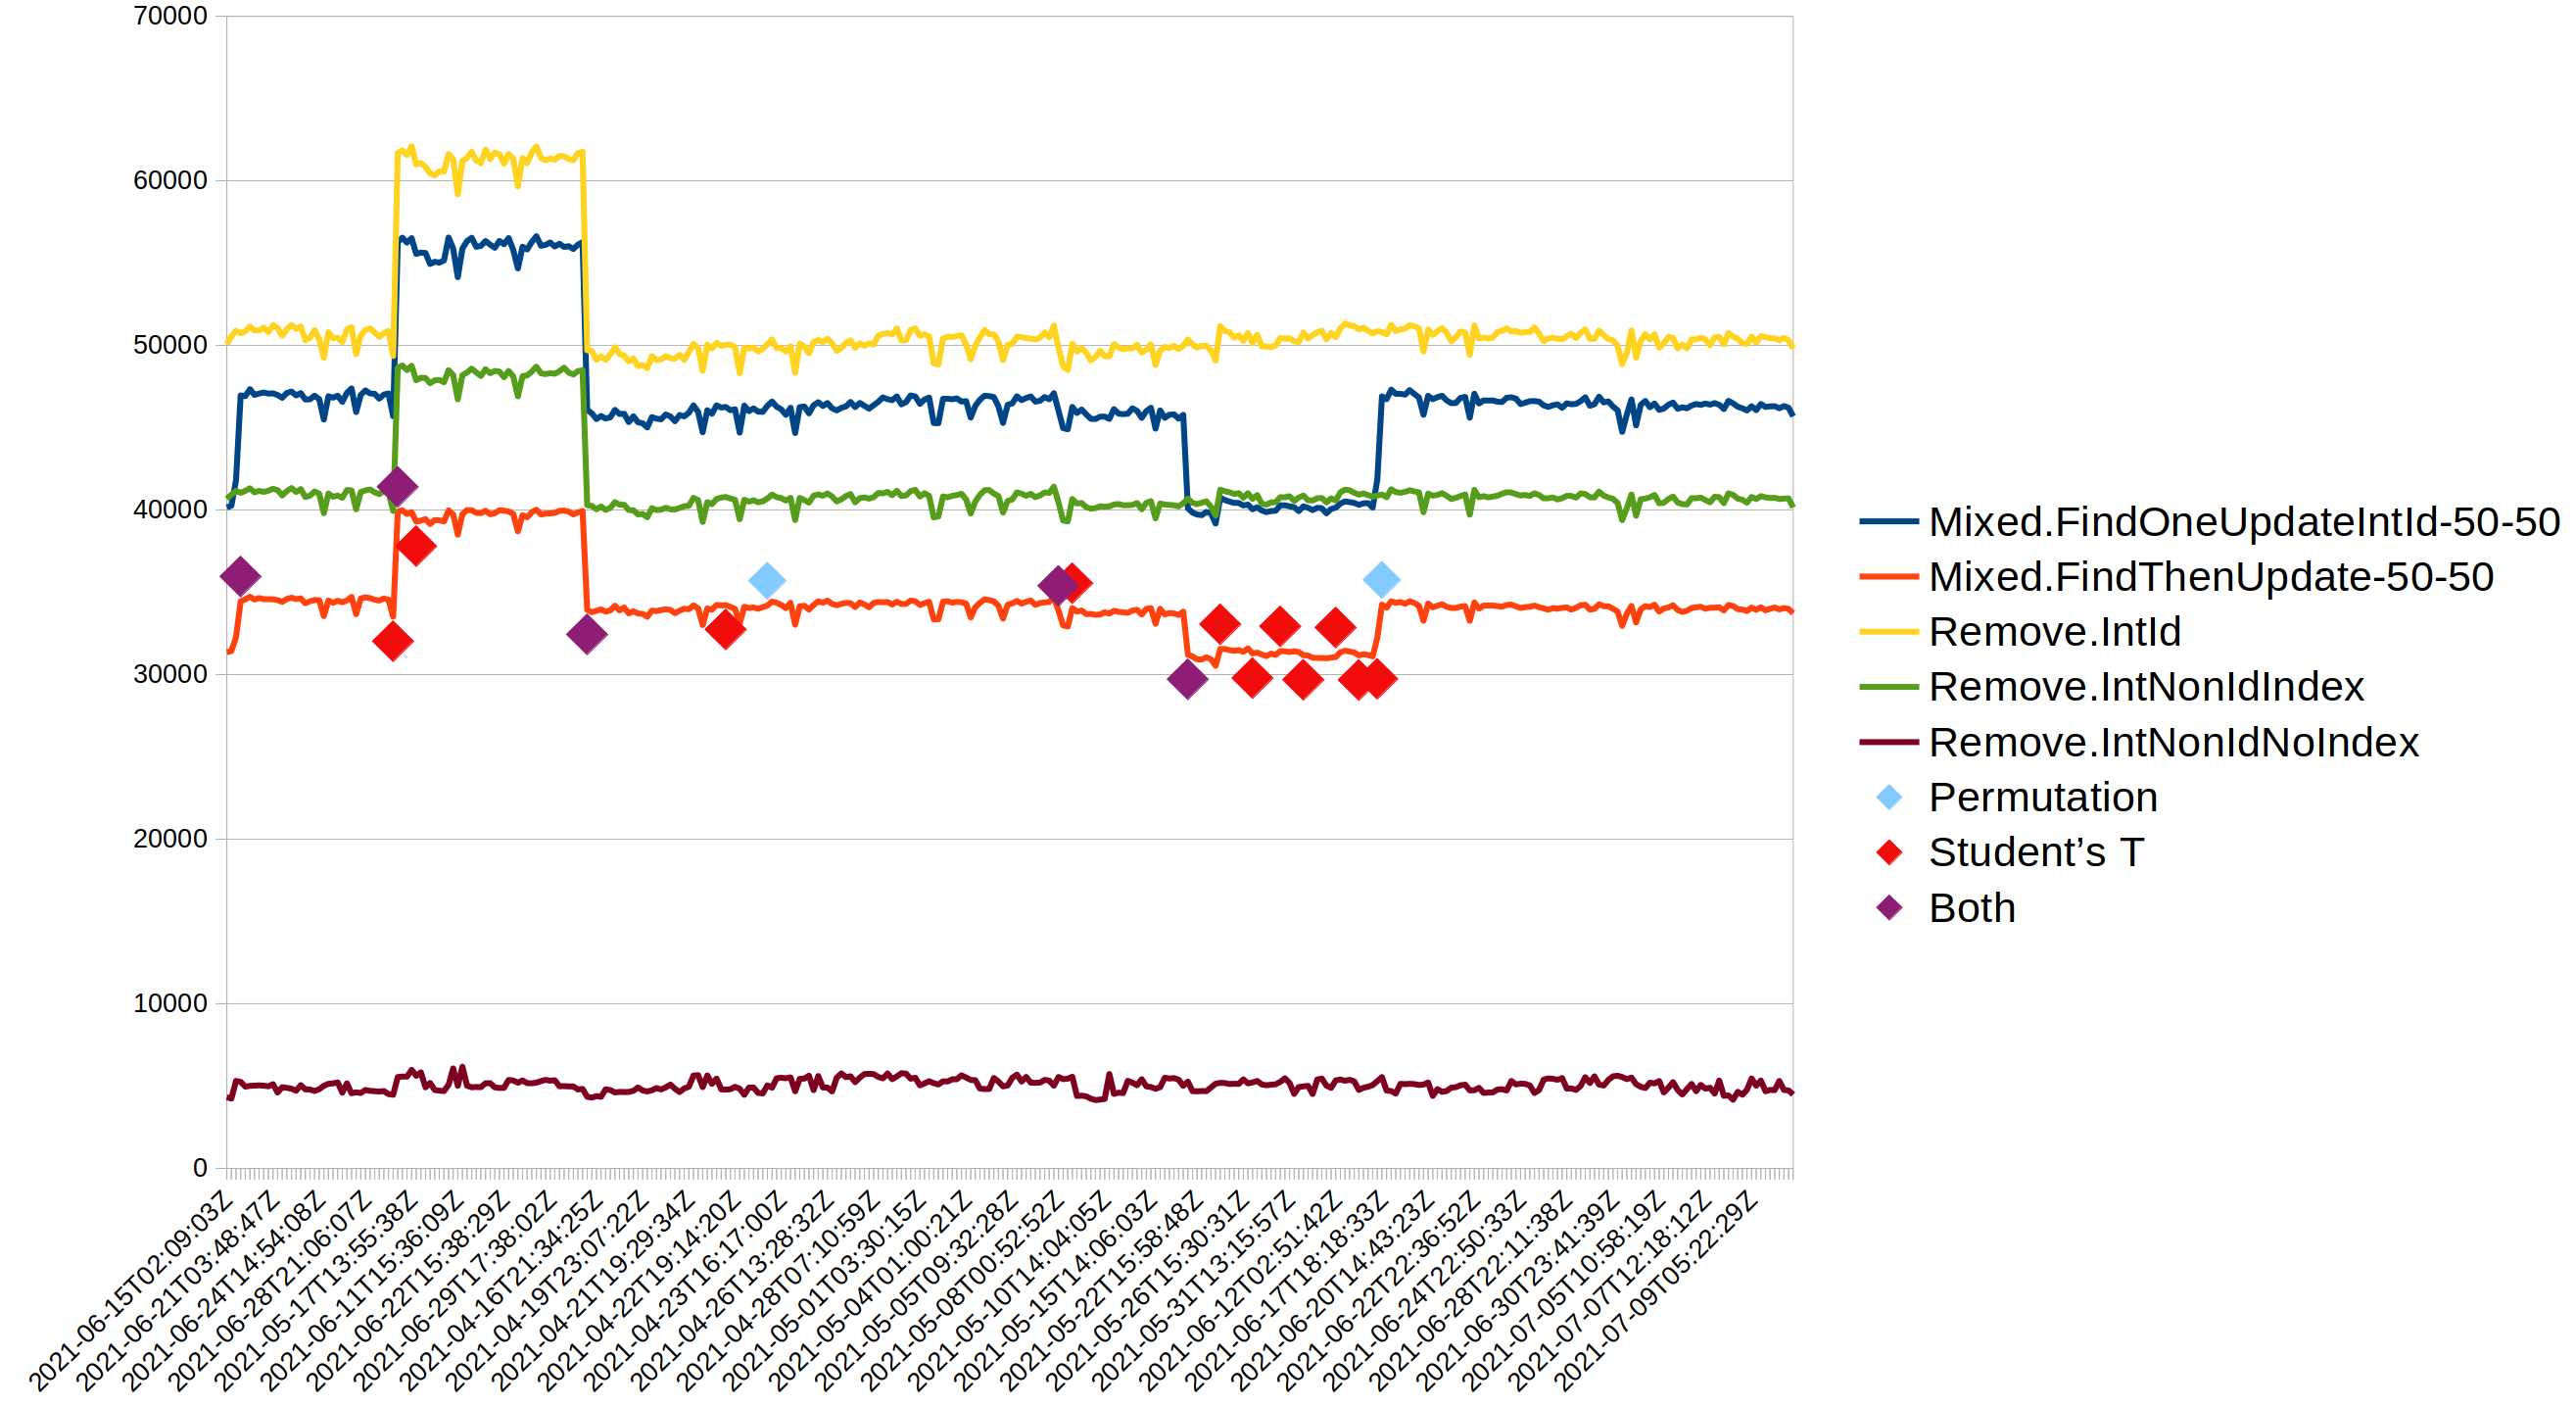 70000
60000
50000
40000
30000
20000
10000
0
2021-06-15T02:09:03Z
2021-06-21T03:48:47Z
2021-06-24T14:54:08Z
2021-06-28T21:06:07Z
2021-05-17T13:55:38Z
2021-06-11T15:36:09Z
2021-06-22T15:38:29Z
2021-06-29T17:38:02Z
2021-04-16T21:34:25Z
2021-04-19T23:07:22Z
2021-04-21T19:29:34Z
2021-04-22T19:14:20Z
2021-04-23T16:17:00Z
2021-04-26T13:28:32Z
2021-04-28T07:10:59Z
2021-05-01T03:30:15Z
2021-05-04T01:00:21Z
2021-05-05T09:32:28Z
2021-05-08T00:52:52Z
2021-05-10T14:04:05Z
2021-05-15T14:06:03Z
2021-05-22T15:58:48Z
2021-05-26T15:30:31Z
2021-05-31T13:15:57Z
2021-06-12T02:51:42Z
2021-06-17T18:18:33Z
2021-06-20T14:43:23Z
2021-06-22T22:36:52Z
2021-06-24T22:50:33Z
2021-06-28T22:11:38Z
2021-06-30T23:41:39Z
2021-07-05T10:58:19Z
2021-07-07T12:18:12Z
2021-07-09T05:22:29Z
Mixed.FindOneUpdateIntId-50-50
Mixed.FindThenUpdate-50-50
Remove.IntId
Remove.IntNonIdIndex
Remove.IntNonIdNoIndex
Permutation
Student’s T
Both